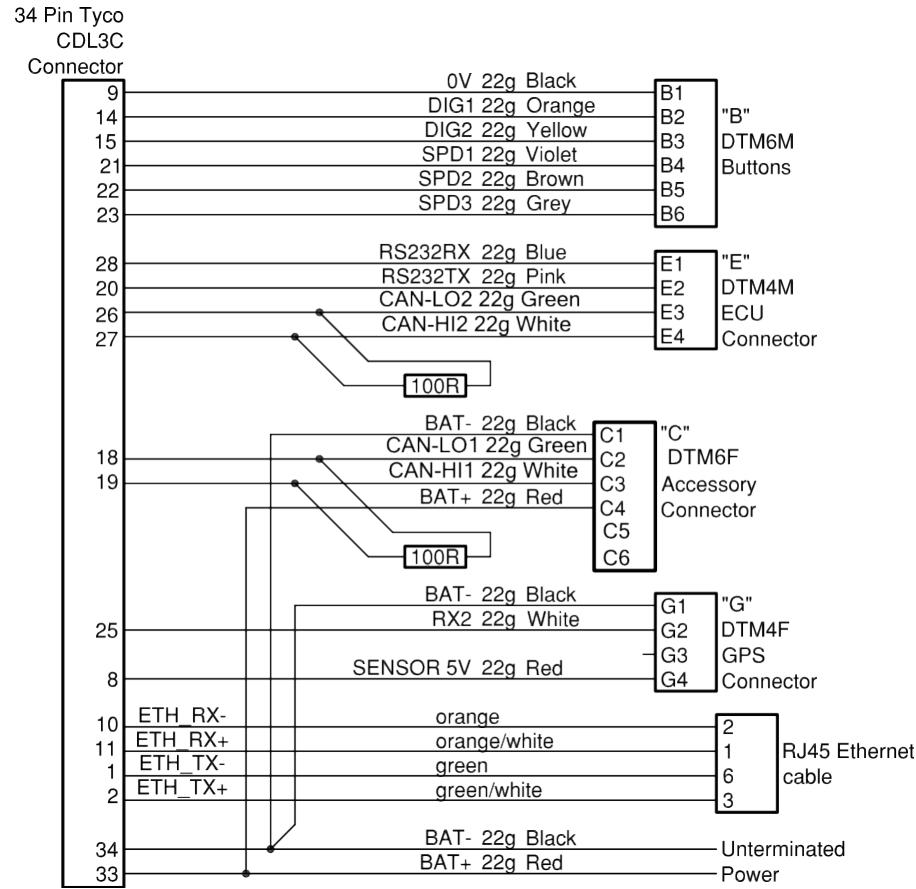 34 Pin Tyco
CDL3C
Connector
9 0V 22g Black B1
14 DIG1 22g Orange B2 "B"
15 DIG2 22g Yellow B3 DTM6M
21 SPD1 22g Violet B4 Buttons
22 SPD2 22g Brown B5
23 SPD3 22g Grey B6
28 RS232RX 22g Blue E1 "E"
20 RS232TX 22g Pink E2 DTM4M
26 CAN-LO2 22g Green E3 ECU
27 CAN-HI2 22g White E4 Connector
100R
BAT- 22g Black C1 "C"
18 CAN-LO1 22g Green C2 DTM6F
19 CAN-HI1 22g White C3 Accessory
BAT+ 22g Red C4 Connector
C5
100R C6
BAT- 22g Black G1 "G"
25 RX2 22g White G2 DTM4F
G3 GPS
8 SENSOR 5V 22g Red G4 Connector
10 ETH_RX- orange 2
11 ETH_RX+ orange/white 1 RJ45 Ethernet
1 ETH_TX- green 6 cable
2 ETH_TX+ green/white 3
34 BAT- 22g Black Unterminated
33 BAT+ 22g Red Power